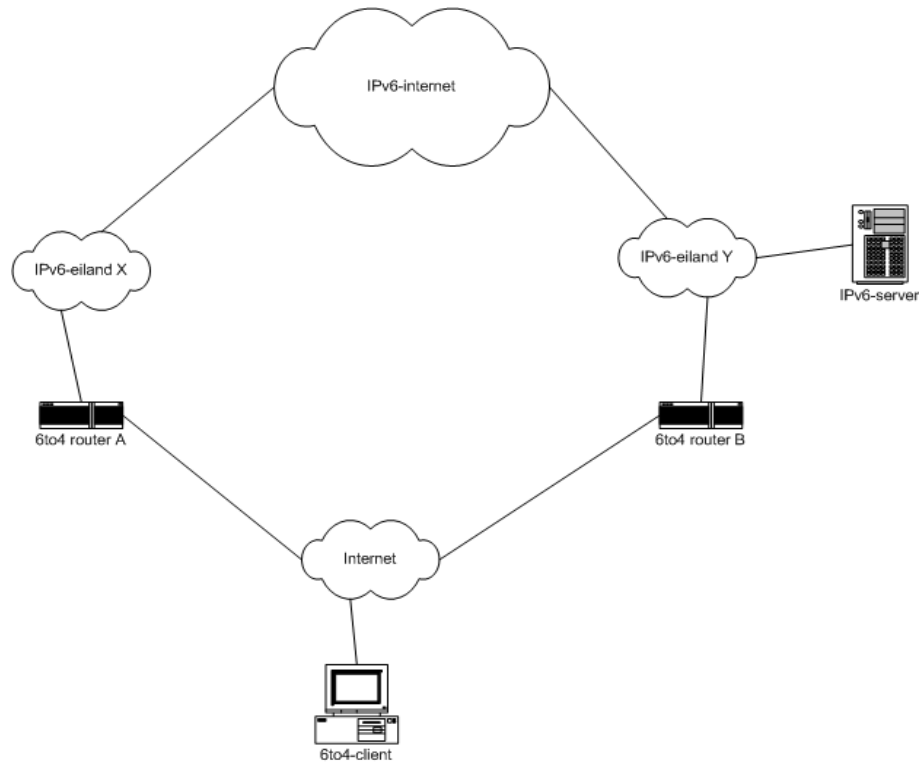 IPv6-internet
IPv6-eiland X
IPv6-eiland Y
IPv6-server
6to4 router A
6to4 router B
Internet
6to4-client